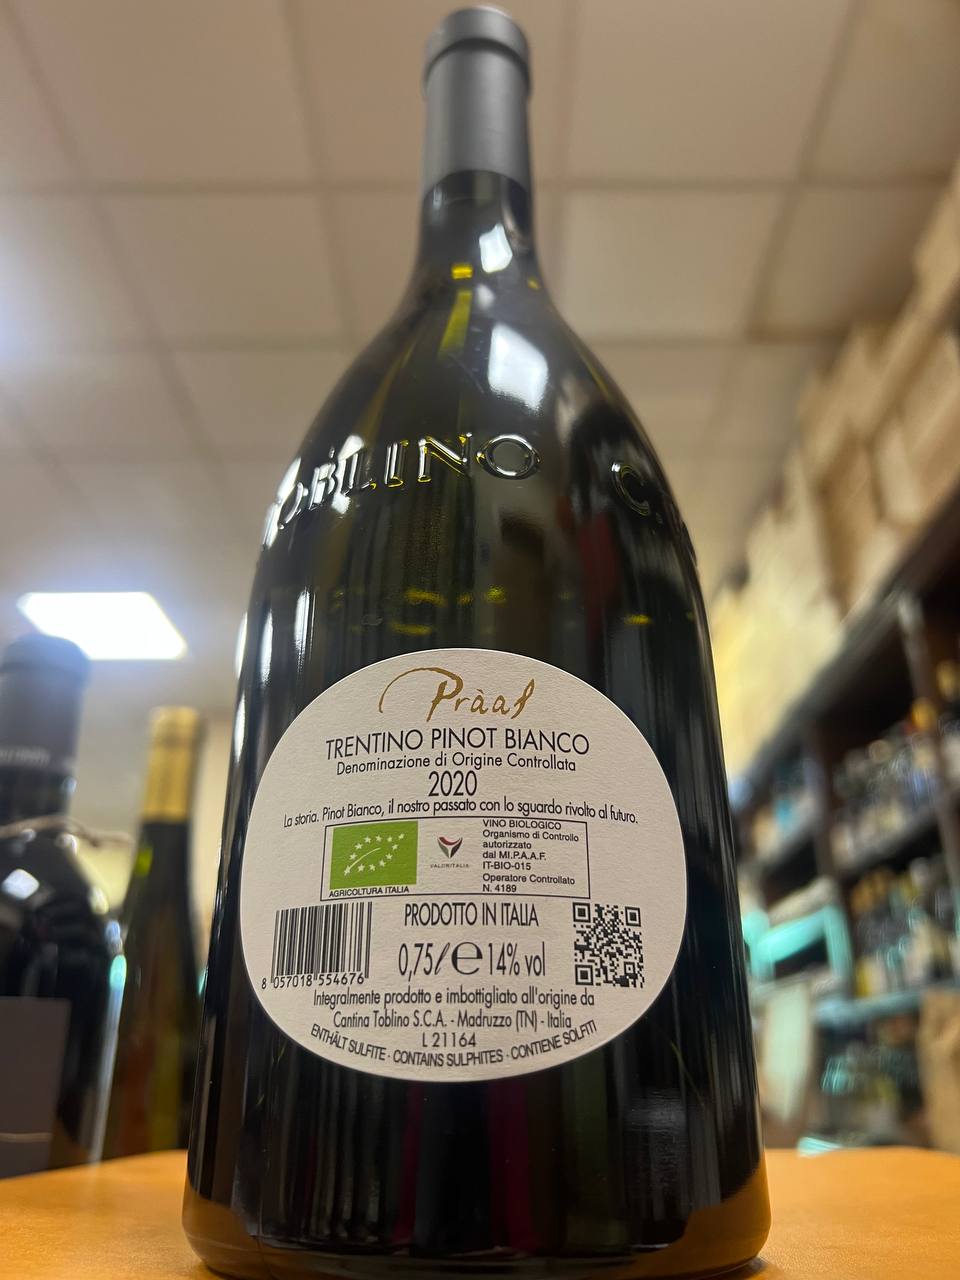 OBLINO C.
Pràal
TRENTINO PINOT BIANCO
Denominazione di Origine Controllata
2020
La storia. Pinot Bianco, il nostro passato con lo sguardo rivolto al futuro.
VINO BIOLOGICO
Organismo di Controllo
autorizzato
dal MI.P.A.A.F.
IT-BIO-015
Operatore Controllato
N. 4189
VALORITALIA
AGRICOLTURA ITALIA
PRODOTTO IN ITALIA
0,75 l e 14% vol
8 057018 554676
Integralmente prodotto e imbottigliato all'origine da
Cantina Toblino S.C.A. - Madruzzo (TN) - Italia
L 21164
ENTHÄLT SULFITE · CONTAINS SULPHITES · CONTIENE SOLFITI